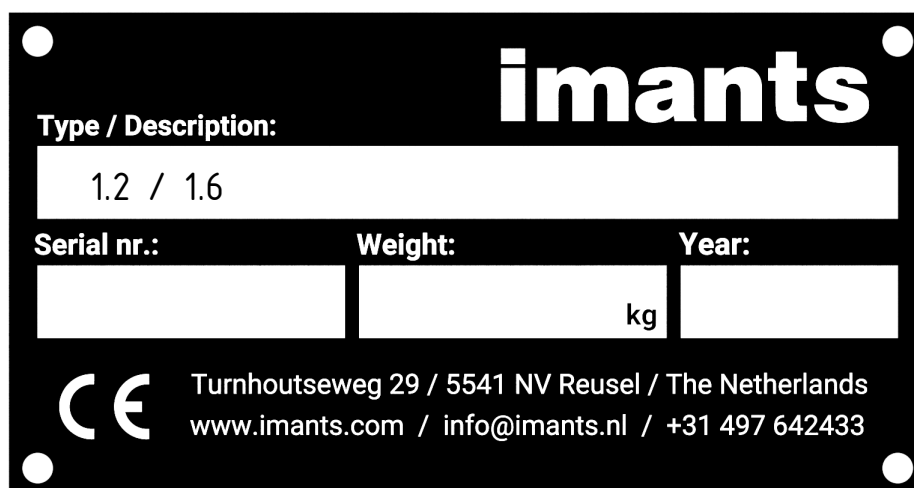 imants
Type / Description:
1.2 / 1.6
Serial nr.: Weight: Year:
kg
CE Turnhoutseweg 29 / 5541 NV Reusel / The Netherlands
www.imants.com / info@imants.nl / +31 497 642433